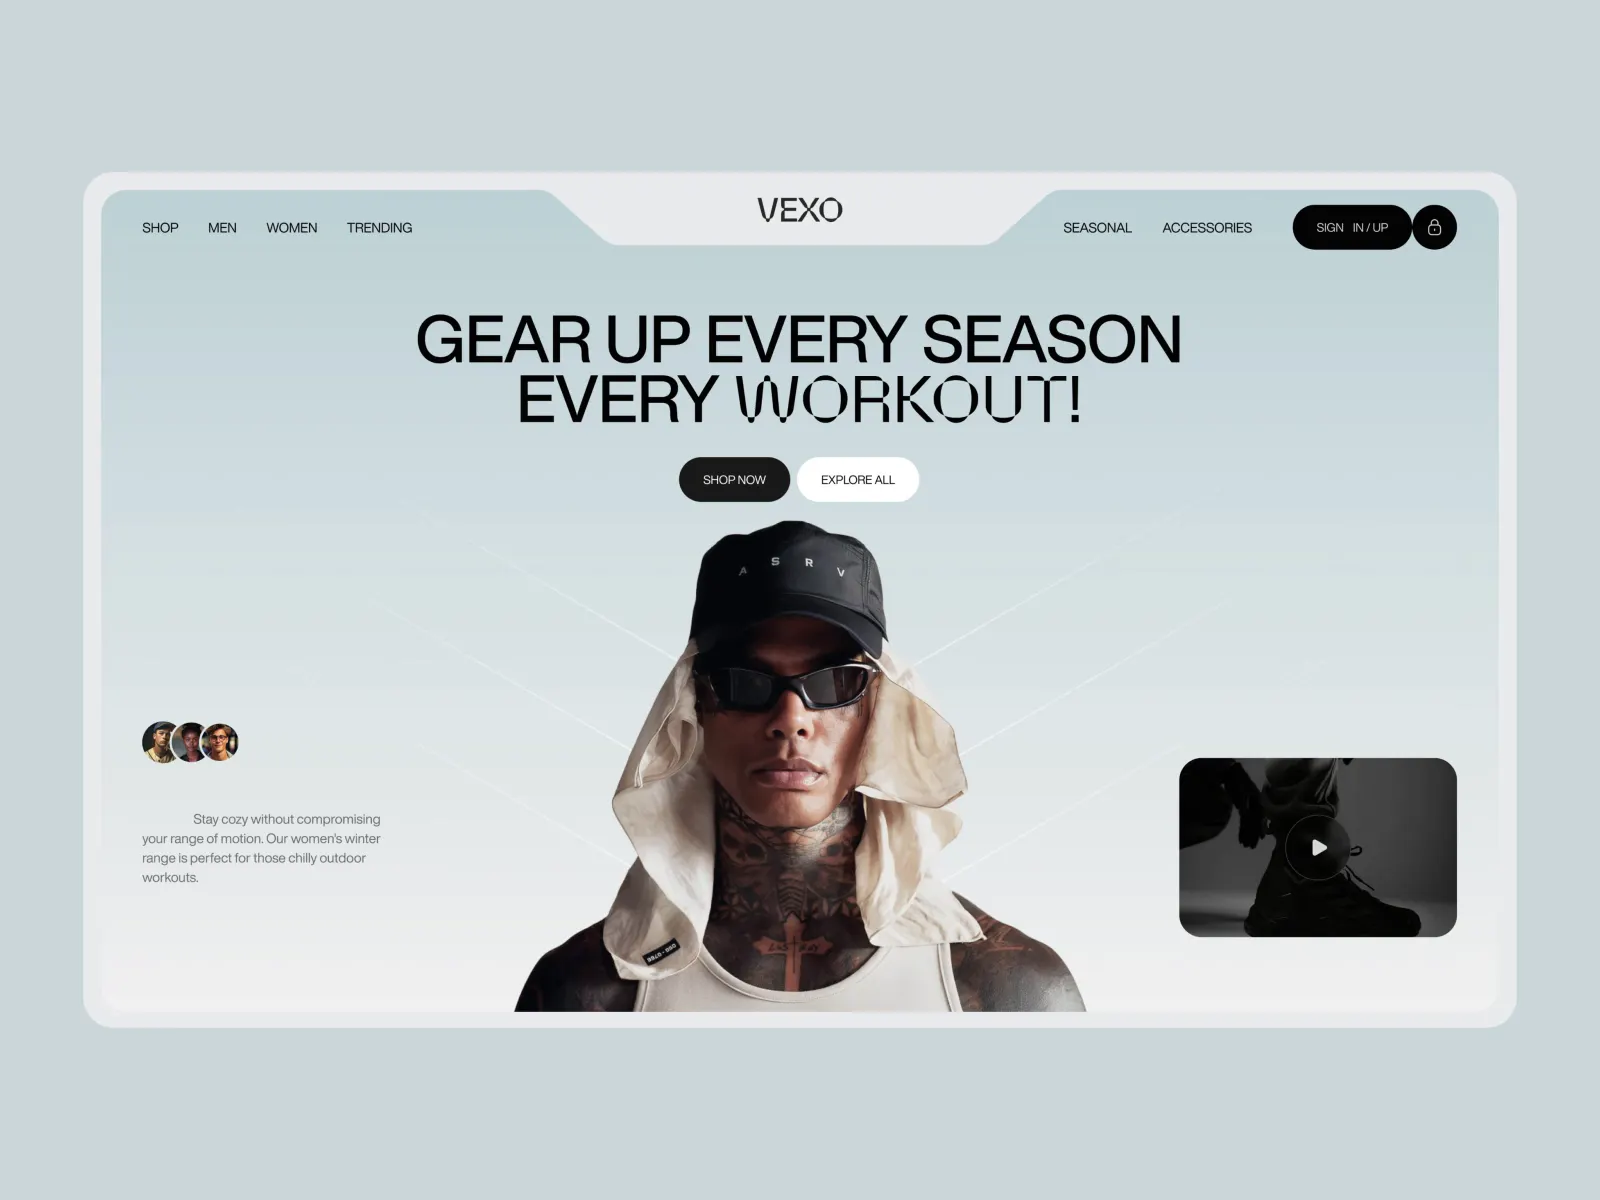 VEXO
SHOP MEN WOMEN TRENDING
SEASONAL ACCESSORIES SIGN IN / UP
GEAR UP EVERY SEASON
EVERY WORKOUT!
SHOP NOW EXPLORE ALL
A S R V
Stay cozy without compromising
your range of motion. Our women's winter
range is perfect for those chilly outdoor
workouts.